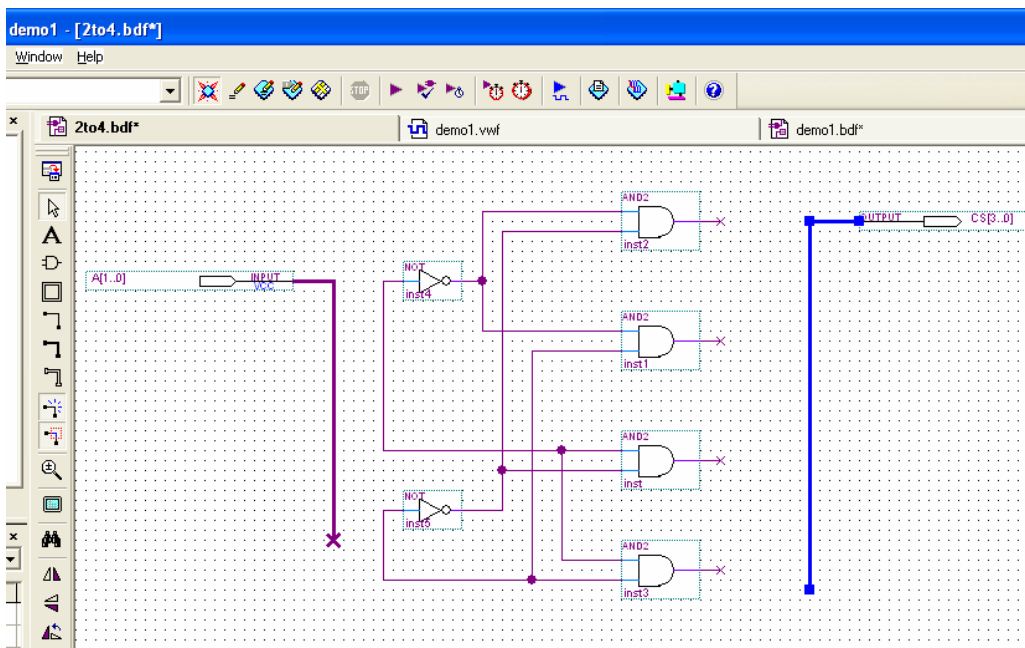 demo1 - [2to4.bdf*]
Window Help
STOP
2to4.bdf*
demo1.vwf
demo1.bdf*
AND2
inst2
OUTPUT
CS[3..0]
A[1..0]
INPUT
VCC
NOT
inst4
AND2
inst1
AND2
inst
NOT
inst5
AND2
inst3